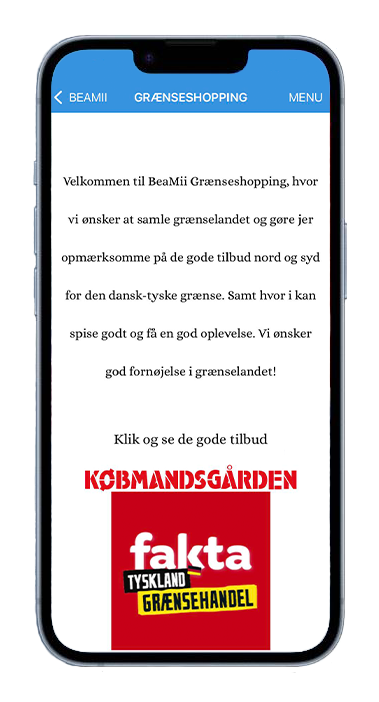 BEAMII GRÆNSESHOPPING MENU
Velkommen til BeaMii Grænseshopping, hvor
vi ønsker at samle grænselandet og gøre jer
opmærksomme på de gode tilbud nord og syd
for den dansk-tyske grænse. Samt hvor i kan
spise godt og få en god oplevelse. Vi ønsker
god fornøjelse i grænselandet!
Klik og se de gode tilbud
KØBMANDSGÅRDEN
fakta
TYSKLAND
GRÆNSEHANDEL